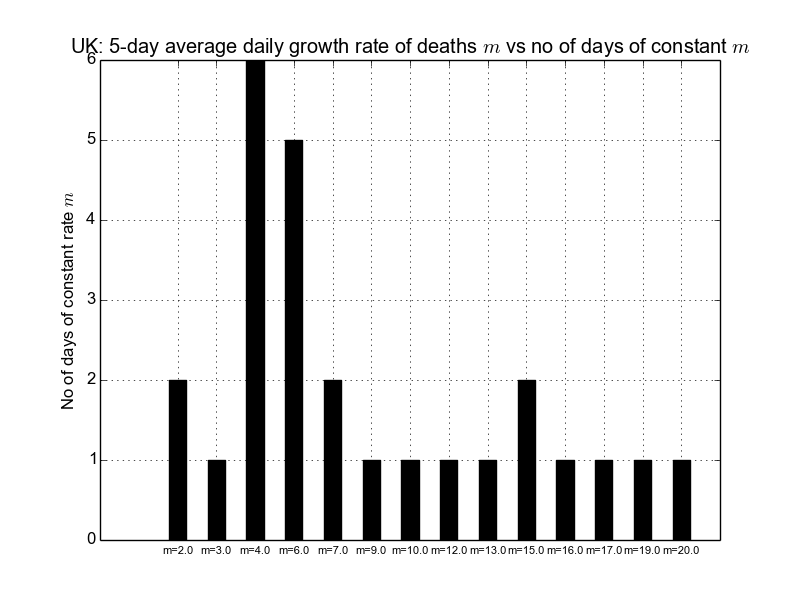 UK: 5-day average daily growth rate of deaths m vs no of days of constant m
No of days of constant rate m
6
5
4
3
2
1
0
m=2.0 m=3.0 m=4.0 m=6.0 m=7.0 m=9.0 m=10.0 m=12.0 m=13.0 m=15.0 m=16.0 m=17.0 m=19.0 m=20.0